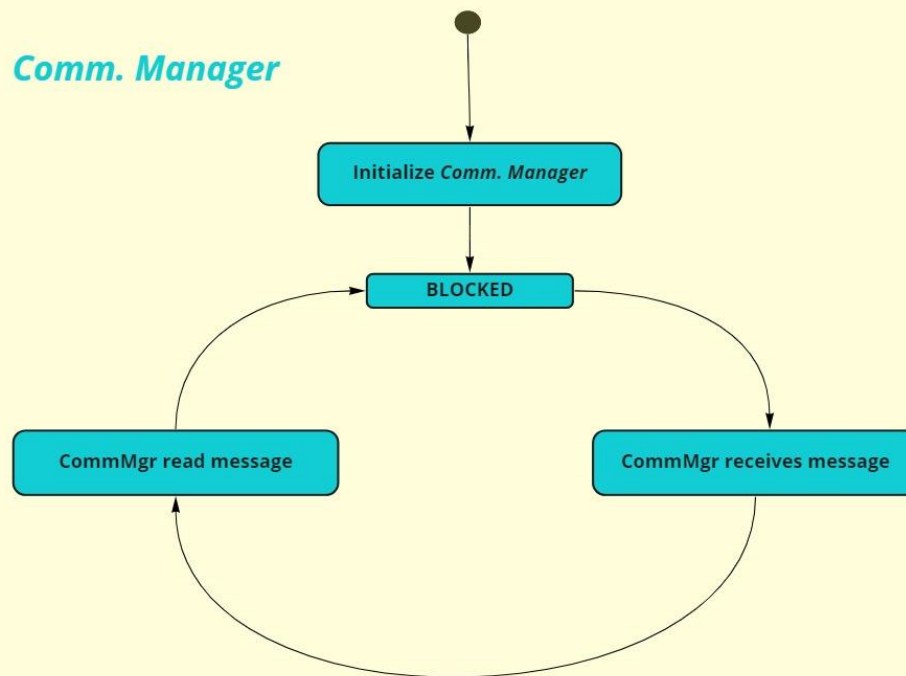 Comm. Manager
Initialize Comm. Manager
BLOCKED
CommMgr read message
CommMgr receives message